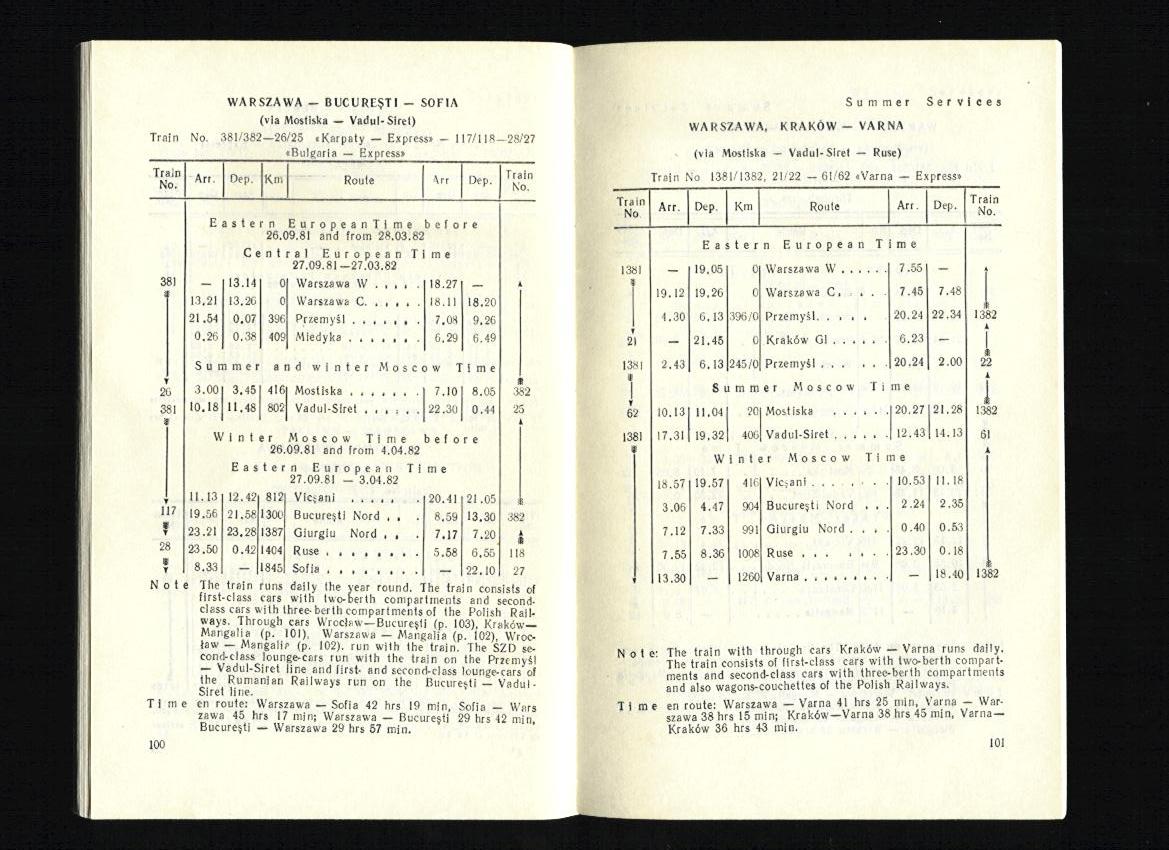 WARSZAWA — BUCUREŞTI — SOFIA
(via Mostiska — Vadul-Siret)
Train No. 381/382—26/25 «Karpaty — Express» — 117/118—28/27
«Bulgaria — Express»
Train No. Arr. Dep. Km Route Arr Dep. Train No.
Eastern European Time before
26.09.81 and from 28.03.82
Central European Time
27.09.81—27.03.82
381 — 13.14 0 Warszawa W . . . . . 18.27 —
13,21 13.26 0 Warszawa C. . . . . . 18.11 18.20
21.54 0.07 396 Przemyśl . . . . . . . 7.08 9.26
0.26 0.38 409 Miedyka . . . . . . . 6,29 6.49
Summer and winter Moscow Time
26 3.00 3.45 416 Mostiska . . . . . . . 7.10 8.05 382
381 10.18 11.48 802 Vadul-Siret . . . . . . 22.30 0.44 25
Winter Moscow Time before
26.09.81 and from 4.04.82
Eastern European Time
27.09.81 — 3.04.82
11.13 12.42 812 Vicşani . . . . . . 20.41 21.05
117 19.56 21.58 1300 Bucureşti Nord . . . 8,59 13,30 382
23.21 23,28 1387 Giurgiu Nord . . . 7.17 7.20
28 23.50 0.42 1404 Ruse . . . . . . . . 5.58 6,55 118
8.33 — 1845 Sofia . . . . . . . . — 22.10 27
Note The train runs daily the year round. The train consists of
first-class cars with two-berth compartments and second-
class cars with three-berth compartments of the Polish Rail-
ways. Through cars Wrocław—Bucureşti (p. 103), Kraków—
Mangalia (p. 101), Warszawa — Mangalia (p. 102), Wroc-
ław — Mangalia (p. 102). run with the train. The SZD se-
cond-class lounge-cars run with the train on the Przemyśl
— Vadul-Siret line and first- and second-class lounge-cars of
the Rumanian Railways run on the Bucureşti — Vadul-
Siret line.
Time en route: Warszawa — Sofia 42 hrs 19 min, Sofia — Wars
zawa 45 hrs 17 min; Warszawa — Bucureşti 29 hrs 42 min,
Bucureşti — Warszawa 29 hrs 57 min.
100
Summer Services
WARSZAWA, KRAKÓW — VARNA
(via Mostiska — Vadul-Siret — Ruse)
Train No 1381/1382, 21/22 — 61/62 «Varna — Express»
Train No. Arr. Dep. Km Route Arr. Dep. Train No
Eastern European Time
1381 — 19,05 0 Warszawa W . . . . . . 7.55 —
19.12 19,26 0 Warszawa C. . . . . 7.45 7.48
4.30 6,13 396/0 Przemyśl. . . . . . 20.24 22.34 1382
21 — 21.45 0 Kraków Gl . . . . . . 6.23 —
1381 2.43 6.13 245/0 Przemyśl . . . . . . 20.24 2.00 22
Summer Moscow Time
62 10.13 11,04 20 Mostiska . . . . . . 20.27 21.28 1382
1381 17.31 19,32 406 Vadul-Siret . . . . . . 12.43 14.13 61
Winter Moscow Time
18.57 19.57 416 Vicşani . . . . . . . . 10.53 11.18
3.06 4.47 904 Bucureşti Nord . . . 2.24 2.35
7.12 7.33 991 Giurgiu Nord . . . . 0.40 0.53
7.55 8.36 1008 Ruse . . . . . . . 23.30 0.18
13.30 — 1260 Varna . . . . . . . . . — 18.40 1382
Note: The train with through cars Kraków — Varna runs daily.
The train consists of first-class cars with two-berth compart-
ments and second-class cars with three-berth compartments
and also wagons-couchettes of the Polish Railways.
Time en route: Warszawa — Varna 41 hrs 25 min, Varna — War-
szawa 38 hrs 15 min; Kraków—Varna 38 hrs 45 min, Varna—
Kraków 36 hrs 43 min.
101